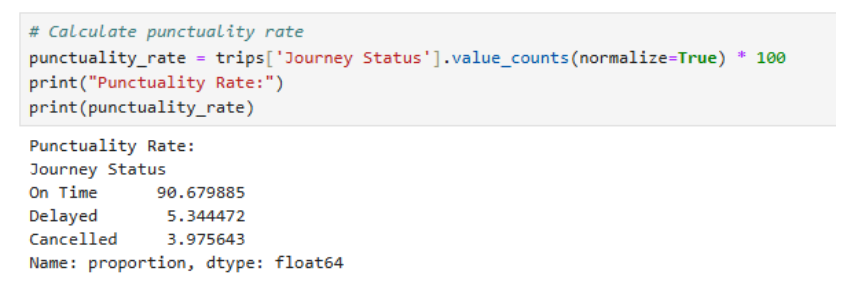 # Calculate punctuality rate
punctuality_rate = trips['Journey Status'].value_counts(normalize=True) * 100
print("Punctuality Rate:")
print(punctuality_rate)
Punctuality Rate:
Journey Status
On Time      90.679885
Delayed       5.344472
Cancelled     3.975643
Name: proportion, dtype: float64